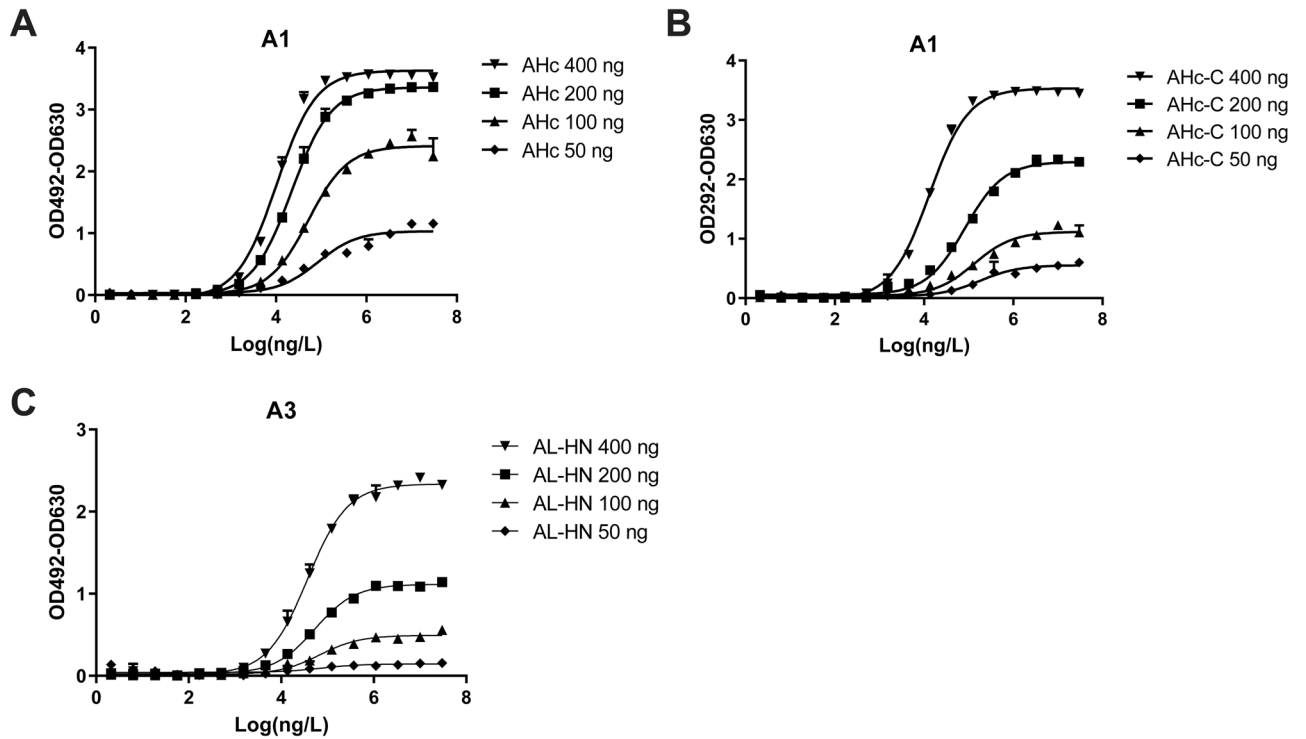 A
A1
OD492-OD630
4
3
2
1
0
0 2 4 6 8
Log(ng/L)
AHc 400 ng
AHc 200 ng
AHc 100 ng
AHc 50 ng
B
A1
OD292-OD630
4
3
2
1
0
0 2 4 6 8
Log(ng/L)
AHc-C 400 ng
AHc-C 200 ng
AHc-C 100 ng
AHc-C 50 ng
C
A3
OD492-OD630
3
2
1
0
0 2 4 6 8
Log(ng/L)
AL-HN 400 ng
AL-HN 200 ng
AL-HN 100 ng
AL-HN 50 ng